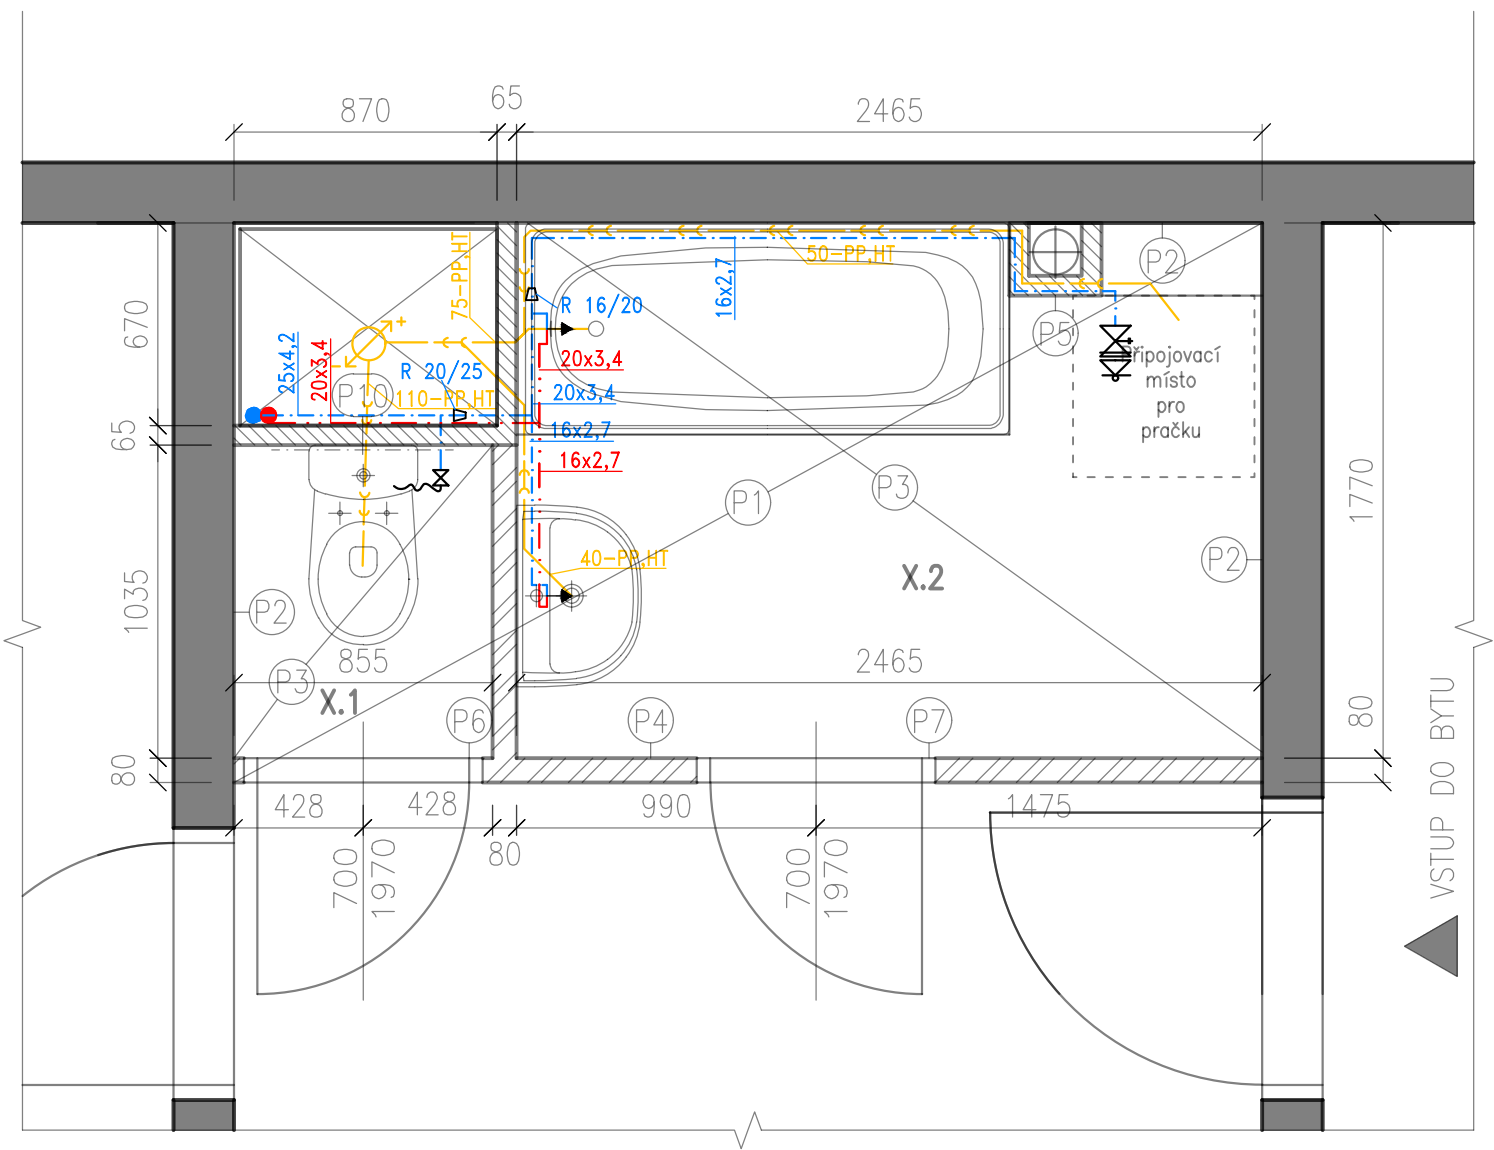 65
870
2465
75-PP,HT
50-PP,HT
P2
16x2,7
R 16/20
670
25x4,2
20x3,4
P5
Připojovací
místo
pro
pračku
20x3,4
R 20/25
P10
110-PP,HT
20x3,4
65
16x2,7
16x2,7
P1
P3
1770
40-PP,HT
P2
X.2
1035
P2
855
2465
P3
X.1
P6
P4
P7
80
80
VSTUP DO BYTU
428
428
990
1475
80
700
1970
700
1970